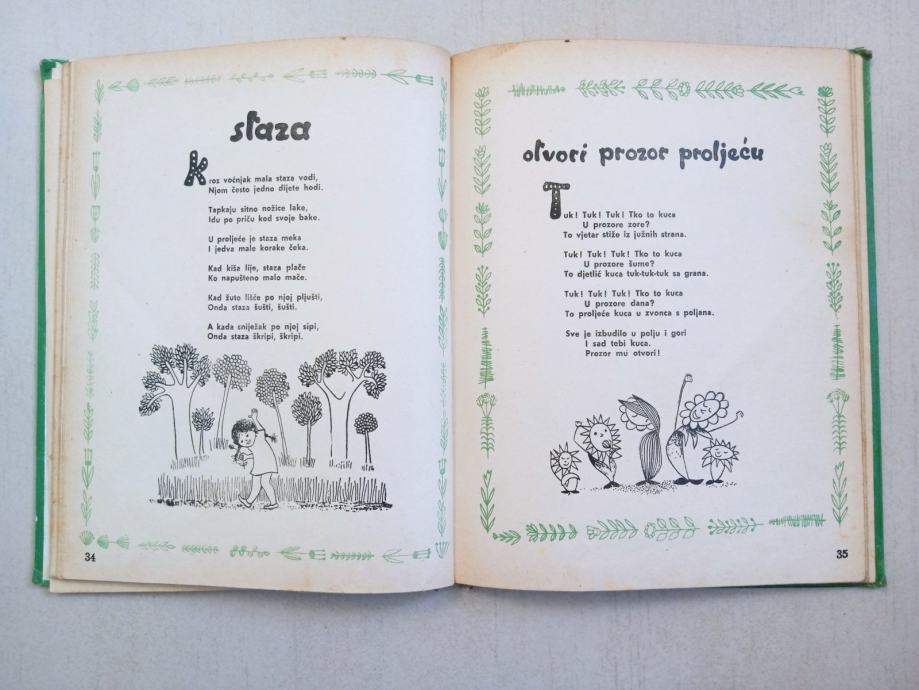 staza
Kroz voćnjak mala staza vodi,
Njom često jedno dijete hodi.
Tapkaju sitno nožice lake,
Idu po priču kod svoje bake.
U proljeće je staza meka
I jedva male korake čeka.
Kad kiša lije, staza plače
Ko napušteno malo mače.
Kad žuto lišće po njoj pljušti,
Onda staza šušti, šušti.
A kada sniježak po njoj sipi,
Onda staza škripi, škripi.
34
otvori prozor proljeću
Tuk! Tuk! Tuk! Tko to kuca
U prozore zore?
To vjetar stiže iz južnih strana.
Tuk! Tuk! Tuk! Tko to kuca
U prozore šume?
To djetlić kuca tuk-tuk-tuk sa grana.
Tuk! Tuk! Tuk! Tko to kuca
U prozore dana?
To proljeće kuca u zvonca s poljana.
Sve je izbudilo u polju i gori
I sad tebi kuca.
Prozor mu otvori!
35